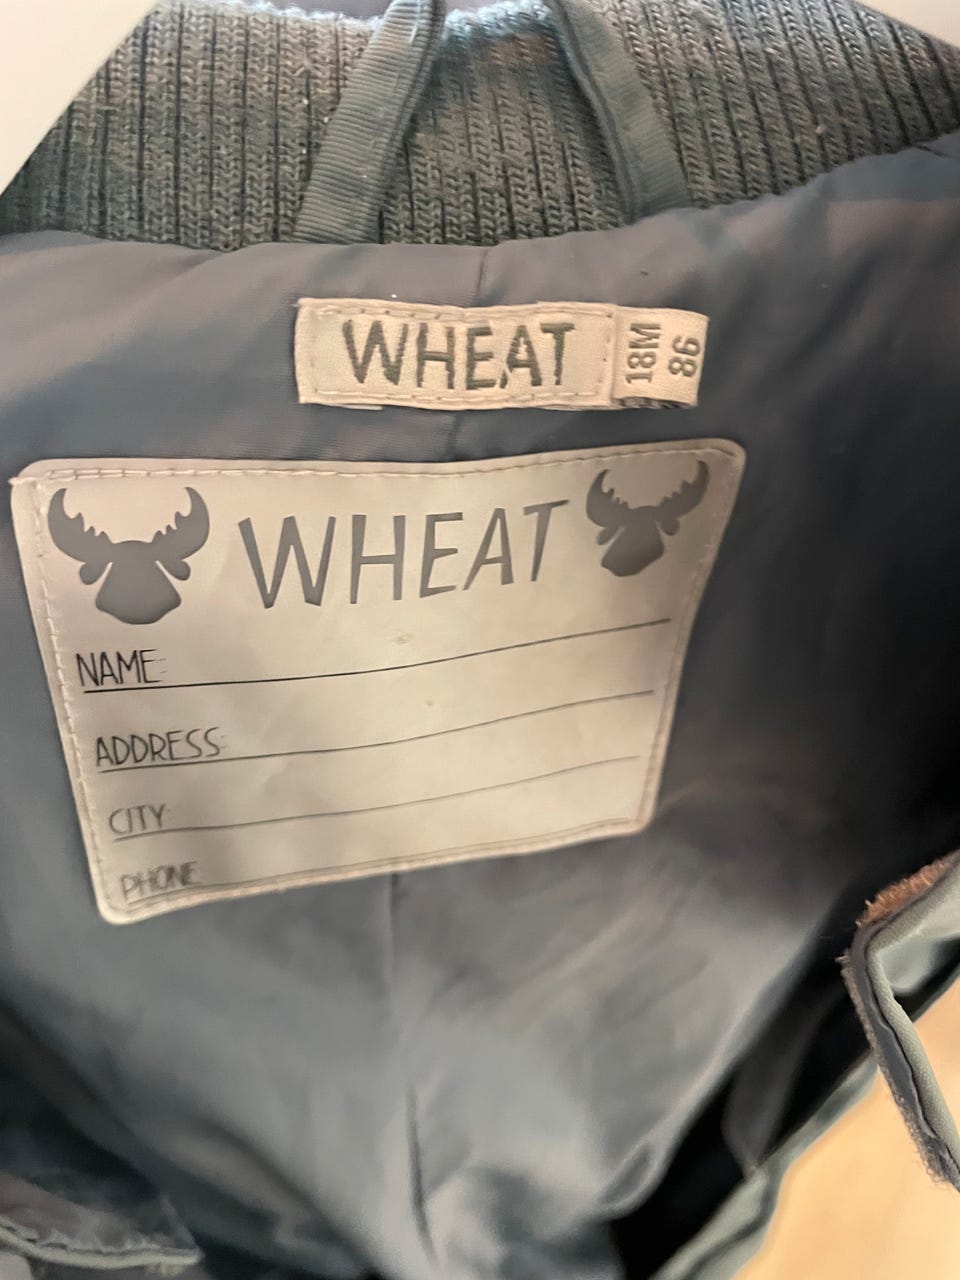 WHEAT
18M
86
WHEAT
NAME:
ADDRESS:
CITY
PHONE